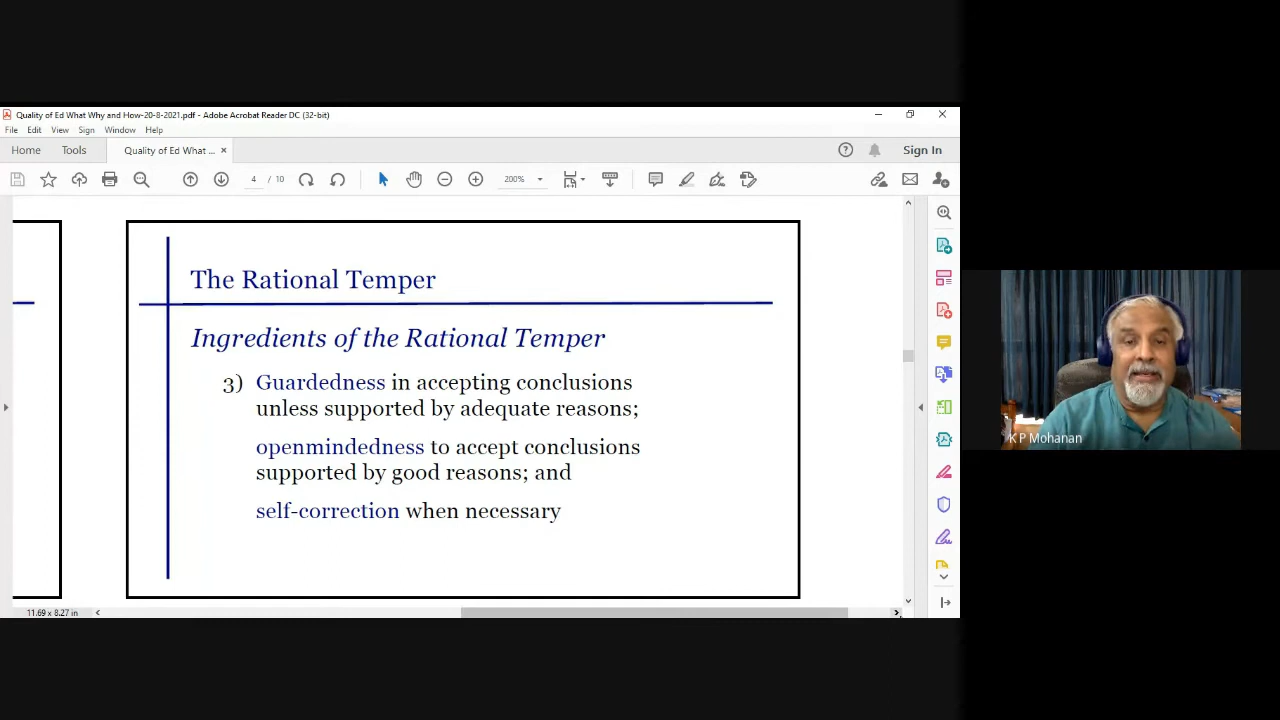 Quality of Ed What Why and How-20-8-2021.pdf - Adobe Acrobat Reader DC (32-bit)
File Edit View Sign Window Help
Home Tools Quality of Ed What ... × Sign In
4 / 10 200%
The Rational Temper
Ingredients of the Rational Temper
3) Guardedness in accepting conclusions
unless supported by adequate reasons;
openmindedness to accept conclusions
supported by good reasons; and
self-correction when necessary
K P Mohanan
11.69 x 8.27 in